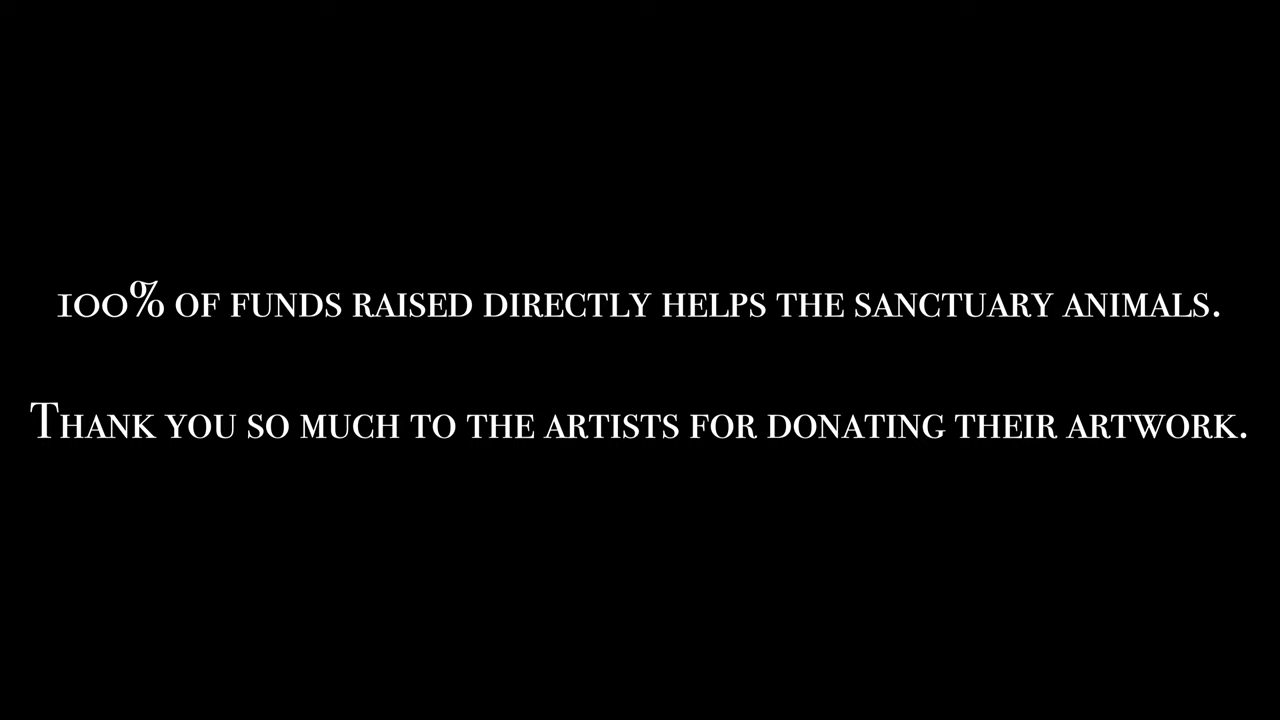 100% of funds raised directly helps the sanctuary animals.
Thank you so much to the artists for donating their artwork.